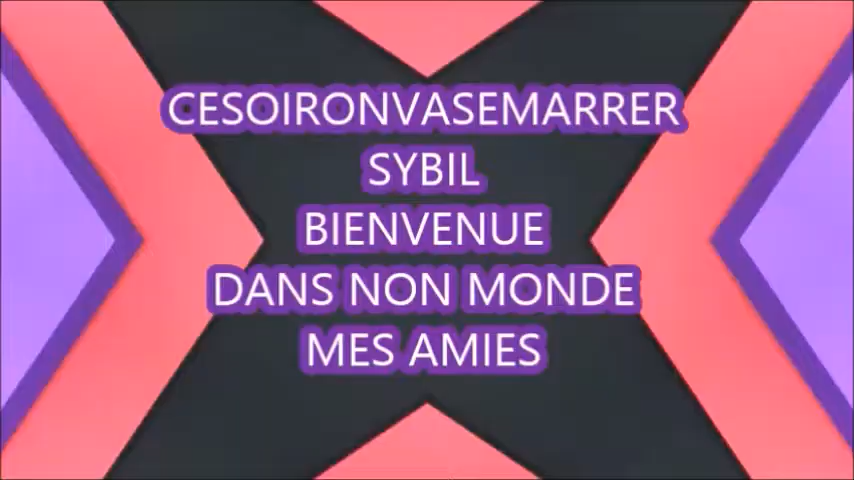 CESOIRONVASEMARRER
SYBIL
BIENVENUE
DANS NON MONDE
MES AMIES